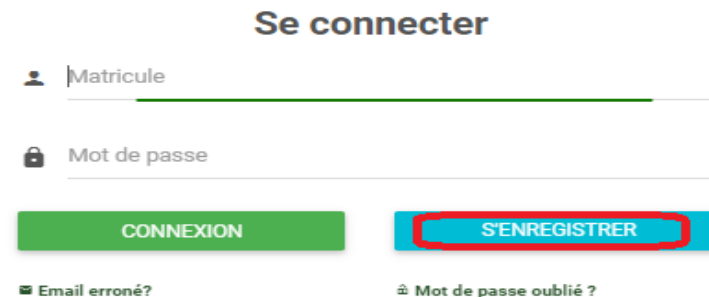 Se connecter
Matricule
Mot de passe
CONNEXION
S'ENREGISTRER
Email erroné?
Mot de passe oublié ?